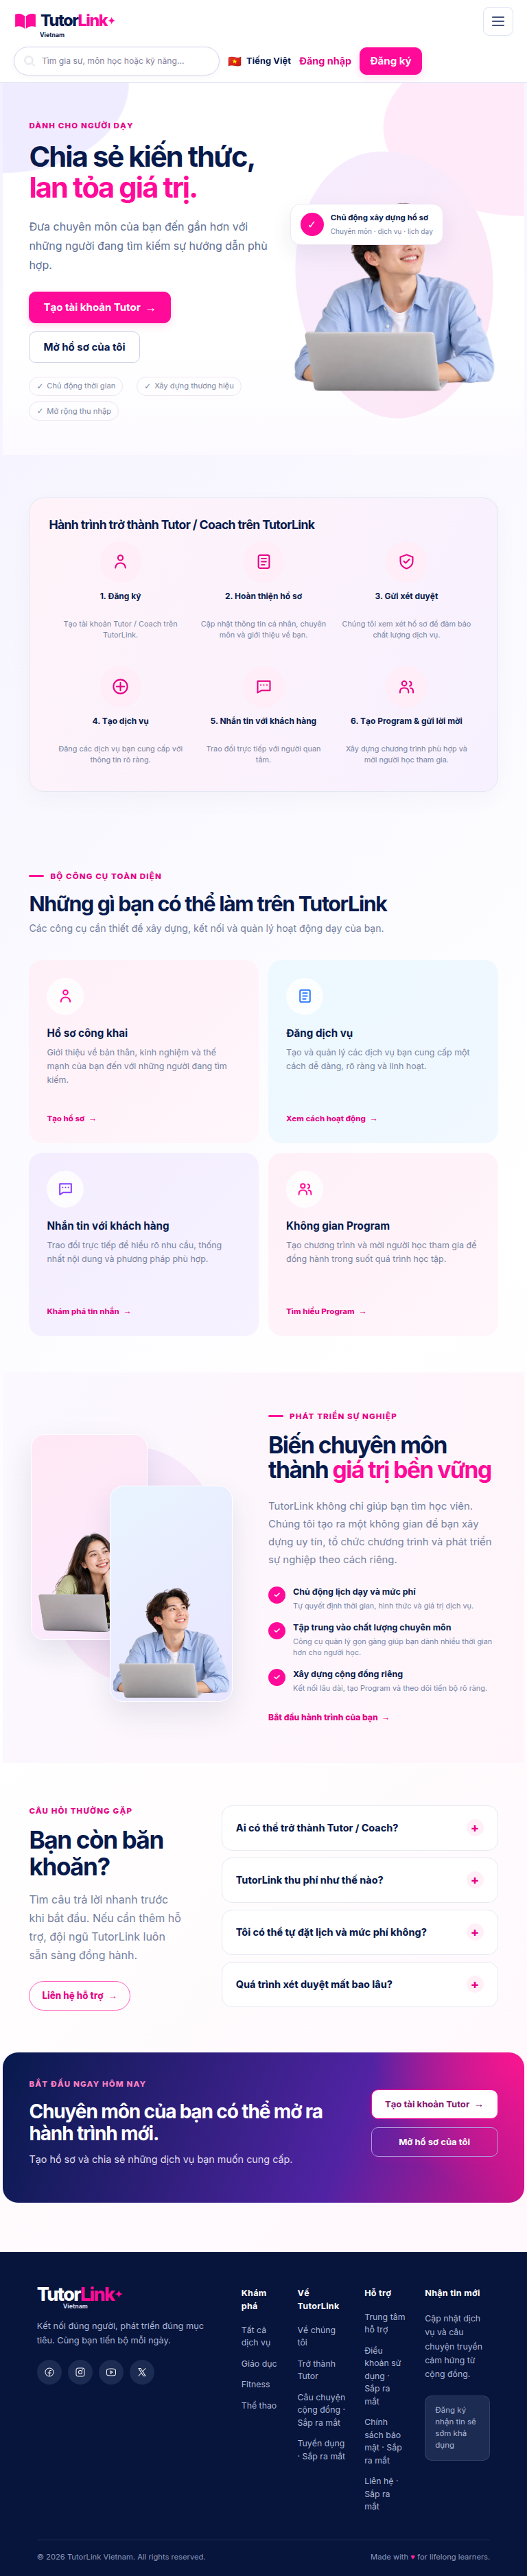 TutorLink
Vietnam
Tìm gia sư, môn học hoặc kỹ năng...
Tiếng Việt
Đăng nhập
Đăng ký
DÀNH CHO NGƯỜI DẠY
Chia sẻ kiến thức,
lan tỏa giá trị.
Đưa chuyên môn của bạn đến gần hơn với
những người đang tìm kiếm sự hướng dẫn phù
hợp.
Chủ động xây dựng hồ sơ
Chuyên môn · dịch vụ · lịch dạy
Tạo tài khoản Tutor →
Mở hồ sơ của tôi
✓ Chủ động thời gian
✓ Xây dựng thương hiệu
✓ Mở rộng thu nhập
Hành trình trở thành Tutor / Coach trên TutorLink
1. Đăng ký
Tạo tài khoản Tutor / Coach trên
TutorLink.
2. Hoàn thiện hồ sơ
Cập nhật thông tin cá nhân, chuyên
môn và giới thiệu về bạn.
3. Gửi xét duyệt
Chúng tôi xem xét hồ sơ để đảm bảo
chất lượng dịch vụ.
4. Tạo dịch vụ
Đăng các dịch vụ bạn cung cấp với
thông tin rõ ràng.
5. Nhắn tin với khách hàng
Trao đổi trực tiếp với người quan
tâm.
6. Tạo Program & gửi lời mời
Xây dựng chương trình phù hợp và
mời người học tham gia.
BỘ CÔNG CỤ TOÀN DIỆN
Những gì bạn có thể làm trên TutorLink
Các công cụ cần thiết để xây dựng, kết nối và quản lý hoạt động dạy của bạn.
Hồ sơ công khai
Giới thiệu về bản thân, kinh nghiệm và thế
mạnh của bạn đến với những người đang tìm
kiếm.
Tạo hồ sơ →
Đăng dịch vụ
Tạo và quản lý các dịch vụ bạn cung cấp một
cách dễ dàng, rõ ràng và linh hoạt.
Xem cách hoạt động →
Nhắn tin với khách hàng
Trao đổi trực tiếp để hiểu rõ nhu cầu, thống
nhất nội dung và phương pháp phù hợp.
Khám phá tin nhắn →
Không gian Program
Tạo chương trình và mời người học tham gia để
đồng hành trong suốt quá trình học tập.
Tìm hiểu Program →
PHÁT TRIỂN SỰ NGHIỆP
Biến chuyên môn
thành giá trị bền vững
TutorLink không chỉ giúp bạn tìm học viên.
Chúng tôi tạo ra một không gian để bạn xây
dựng uy tín, tổ chức chương trình và phát triển
sự nghiệp theo cách riêng.
Chủ động lịch dạy và mức phí
Tự quyết định thời gian, hình thức và giá trị dịch vụ.
Tập trung vào chất lượng chuyên môn
Công cụ quản lý gọn gàng giúp bạn dành nhiều thời gian
hơn cho người học.
Xây dựng cộng đồng riêng
Kết nối lâu dài, tạo Program và theo dõi tiến bộ rõ ràng.
Bắt đầu hành trình của bạn →
CÂU HỎI THƯỜNG GẶP
Bạn còn băn
khoăn?
Tìm câu trả lời nhanh trước
khi bắt đầu. Nếu cần thêm hỗ
trợ, đội ngũ TutorLink luôn
sẵn sàng đồng hành.
Liên hệ hỗ trợ →
Ai có thể trở thành Tutor / Coach? +
TutorLink thu phí như thế nào? +
Tôi có thể tự đặt lịch và mức phí không? +
Quá trình xét duyệt mất bao lâu? +
BẮT ĐẦU NGAY HÔM NAY
Chuyên môn của bạn có thể mở ra
hành trình mới.
Tạo hồ sơ và chia sẻ những dịch vụ bạn muốn cung cấp.
Tạo tài khoản Tutor →
Mở hồ sơ của tôi
TutorLink
Vietnam
Kết nối đúng người, phát triển đúng mục
tiêu. Cùng bạn tiến bộ mỗi ngày.
Khám
phá
Tất cả
dịch vụ
Giáo dục
Fitness
Thể thao
Về
TutorLink
Về chúng
tôi
Trở thành
Tutor
Câu chuyện
cộng đồng ·
Sắp ra mắt
Tuyển dụng
· Sắp ra mắt
Hỗ trợ
Trung tâm
hỗ trợ
Điều
khoản sử
dụng ·
Sắp ra
mắt
Chính
sách bảo
mật · Sắp
ra mắt
Liên hệ ·
Sắp ra
mắt
Nhận tin mới
Cập nhật dịch
vụ và câu
chuyện truyền
cảm hứng từ
cộng đồng.
Đăng ký
nhận tin sẽ
sớm khả
dụng
© 2026 TutorLink Vietnam. All rights reserved.
Made with ♥ for lifelong learners.